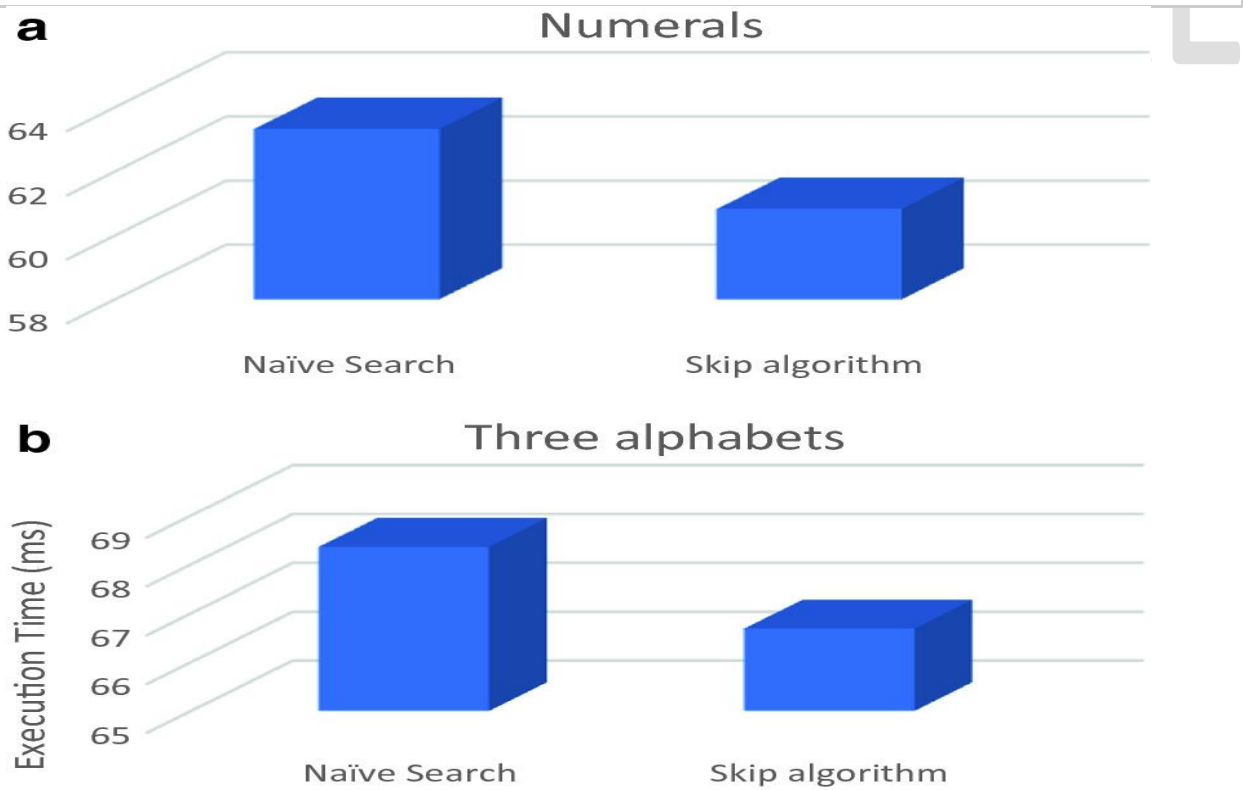 a
Numerals
64
62
60
58
Naïve Search Skip algorithm
b
Three alphabets
Execution Time (ms)
69
68
67
66
65
Naïve Search Skip algorithm